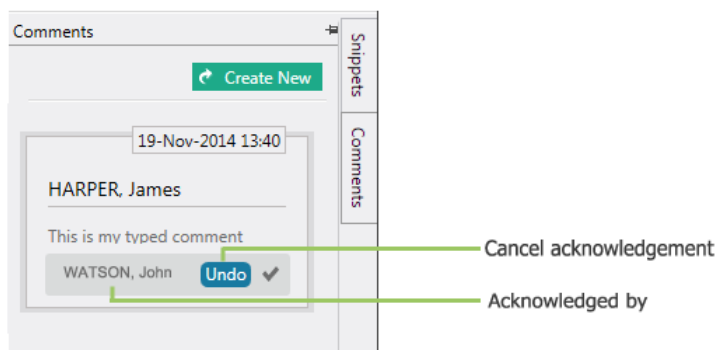 Comments
Create New
Snippets
Comments
19-Nov-2014 13:40
HARPER, James
This is my typed comment
WATSON, John Undo
Cancel acknowledgement
Acknowledged by